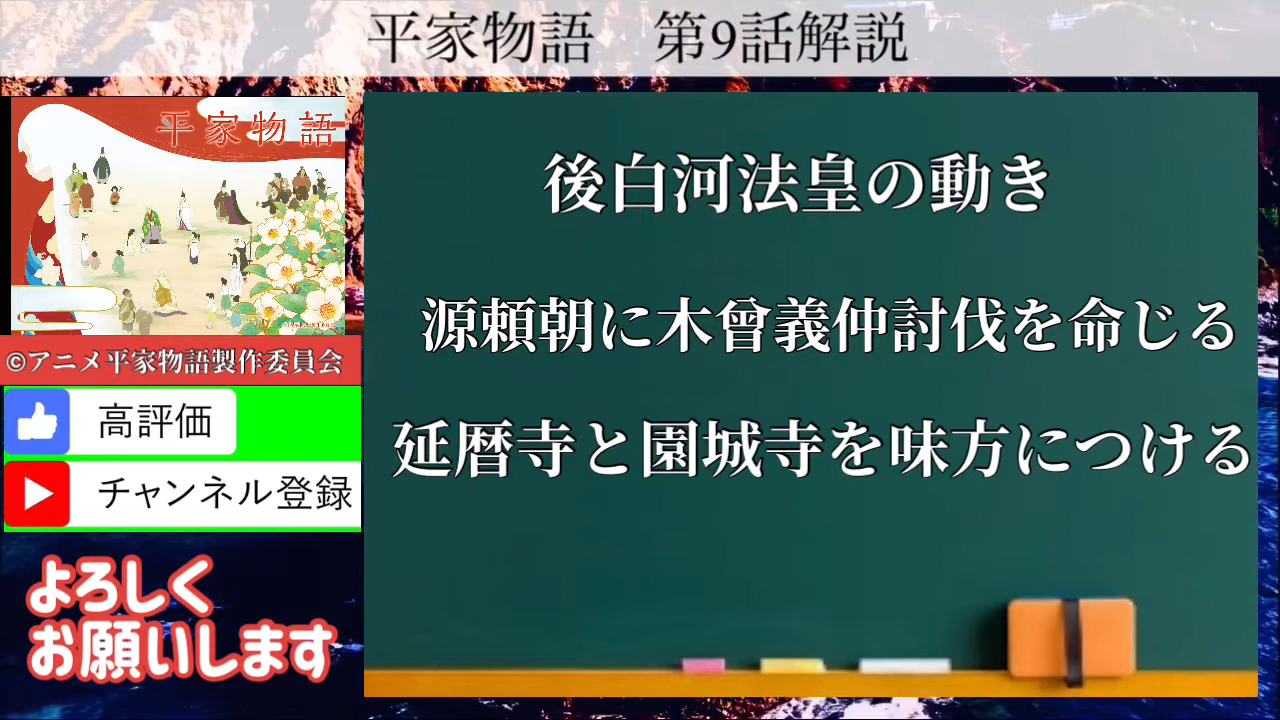 平家物語　第9話解説
平家物語
©アニメ平家物語製作委員会
高評価
チャンネル登録
よろしく
お願いします
後白河法皇の動き
源頼朝に木曾義仲討伐を命じる
延暦寺と園城寺を味方につける